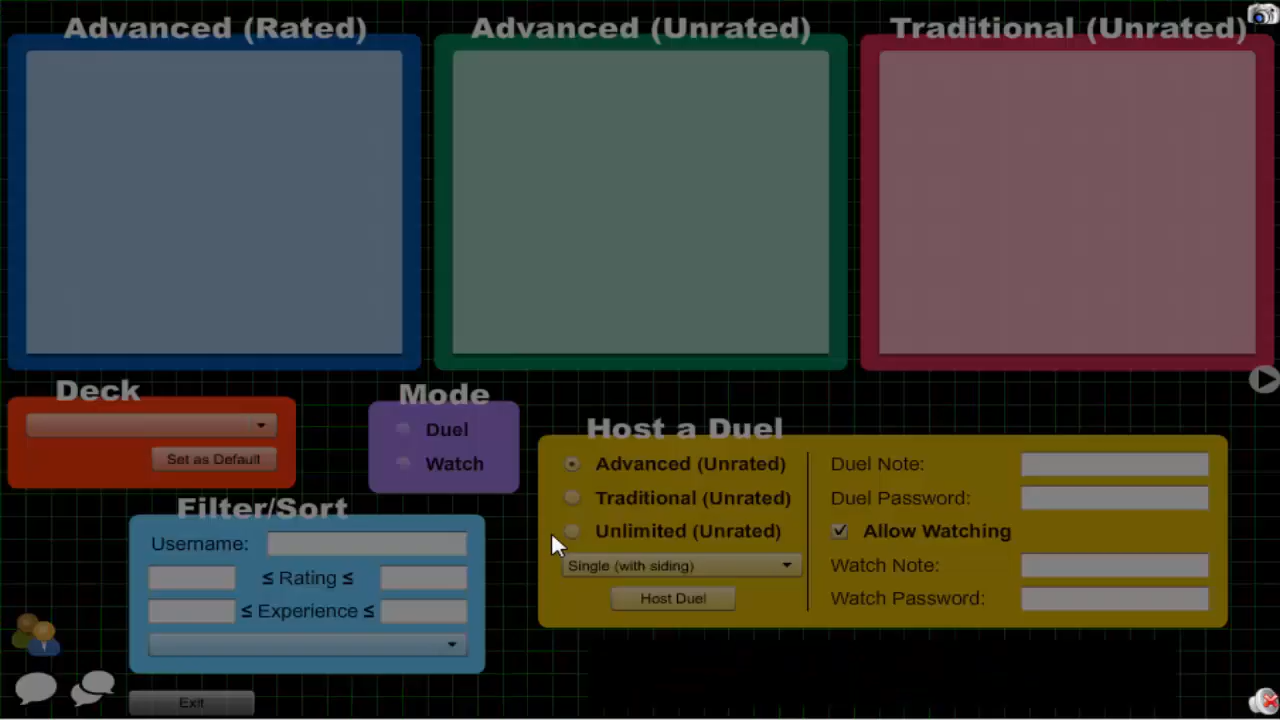 Advanced (Rated)
Advanced (Unrated)
Traditional (Unrated)
Deck
Set as Default
Mode
Duel
Watch
Filter/Sort
Username:
≤ Rating ≤
≤ Experience ≤
Exit
Host a Duel
Advanced (Unrated)
Traditional (Unrated)
Unlimited (Unrated)
Single (with siding)
Host Duel
Duel Note:
Duel Password:
Allow Watching
Watch Note:
Watch Password: